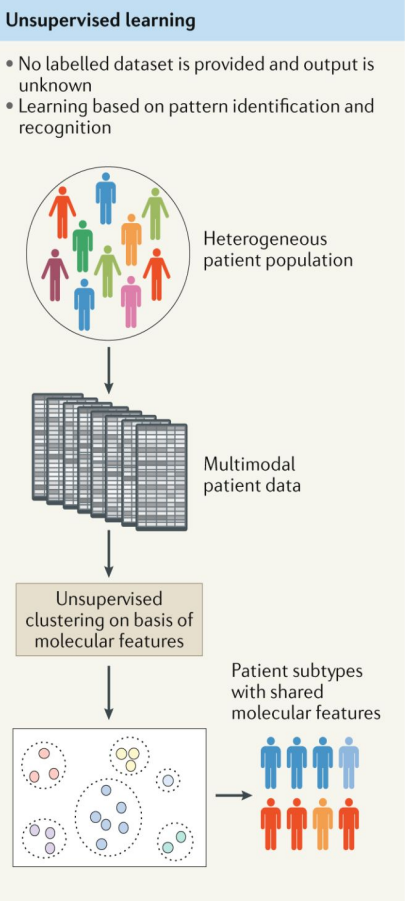 Unsupervised learning
• No labelled dataset is provided and output is
unknown
• Learning based on pattern identification and
recognition
Heterogeneous
patient population
Multimodal
patient data
Unsupervised
clustering on basis of
molecular features
Patient subtypes
with shared
molecular features